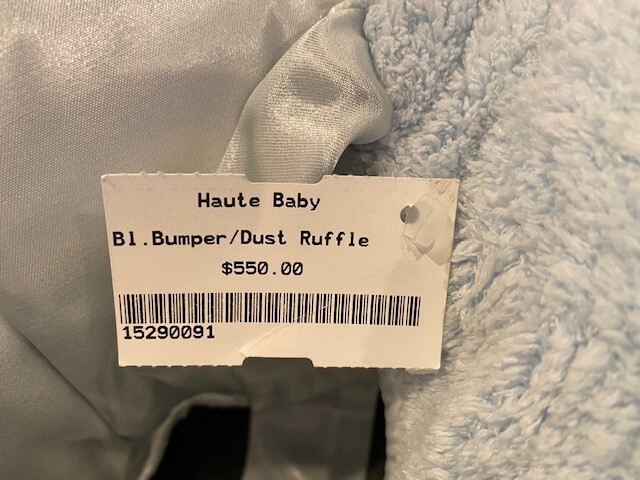 Haute Baby
Bl.Bumper/Dust Ruffle
$550.00
15290091